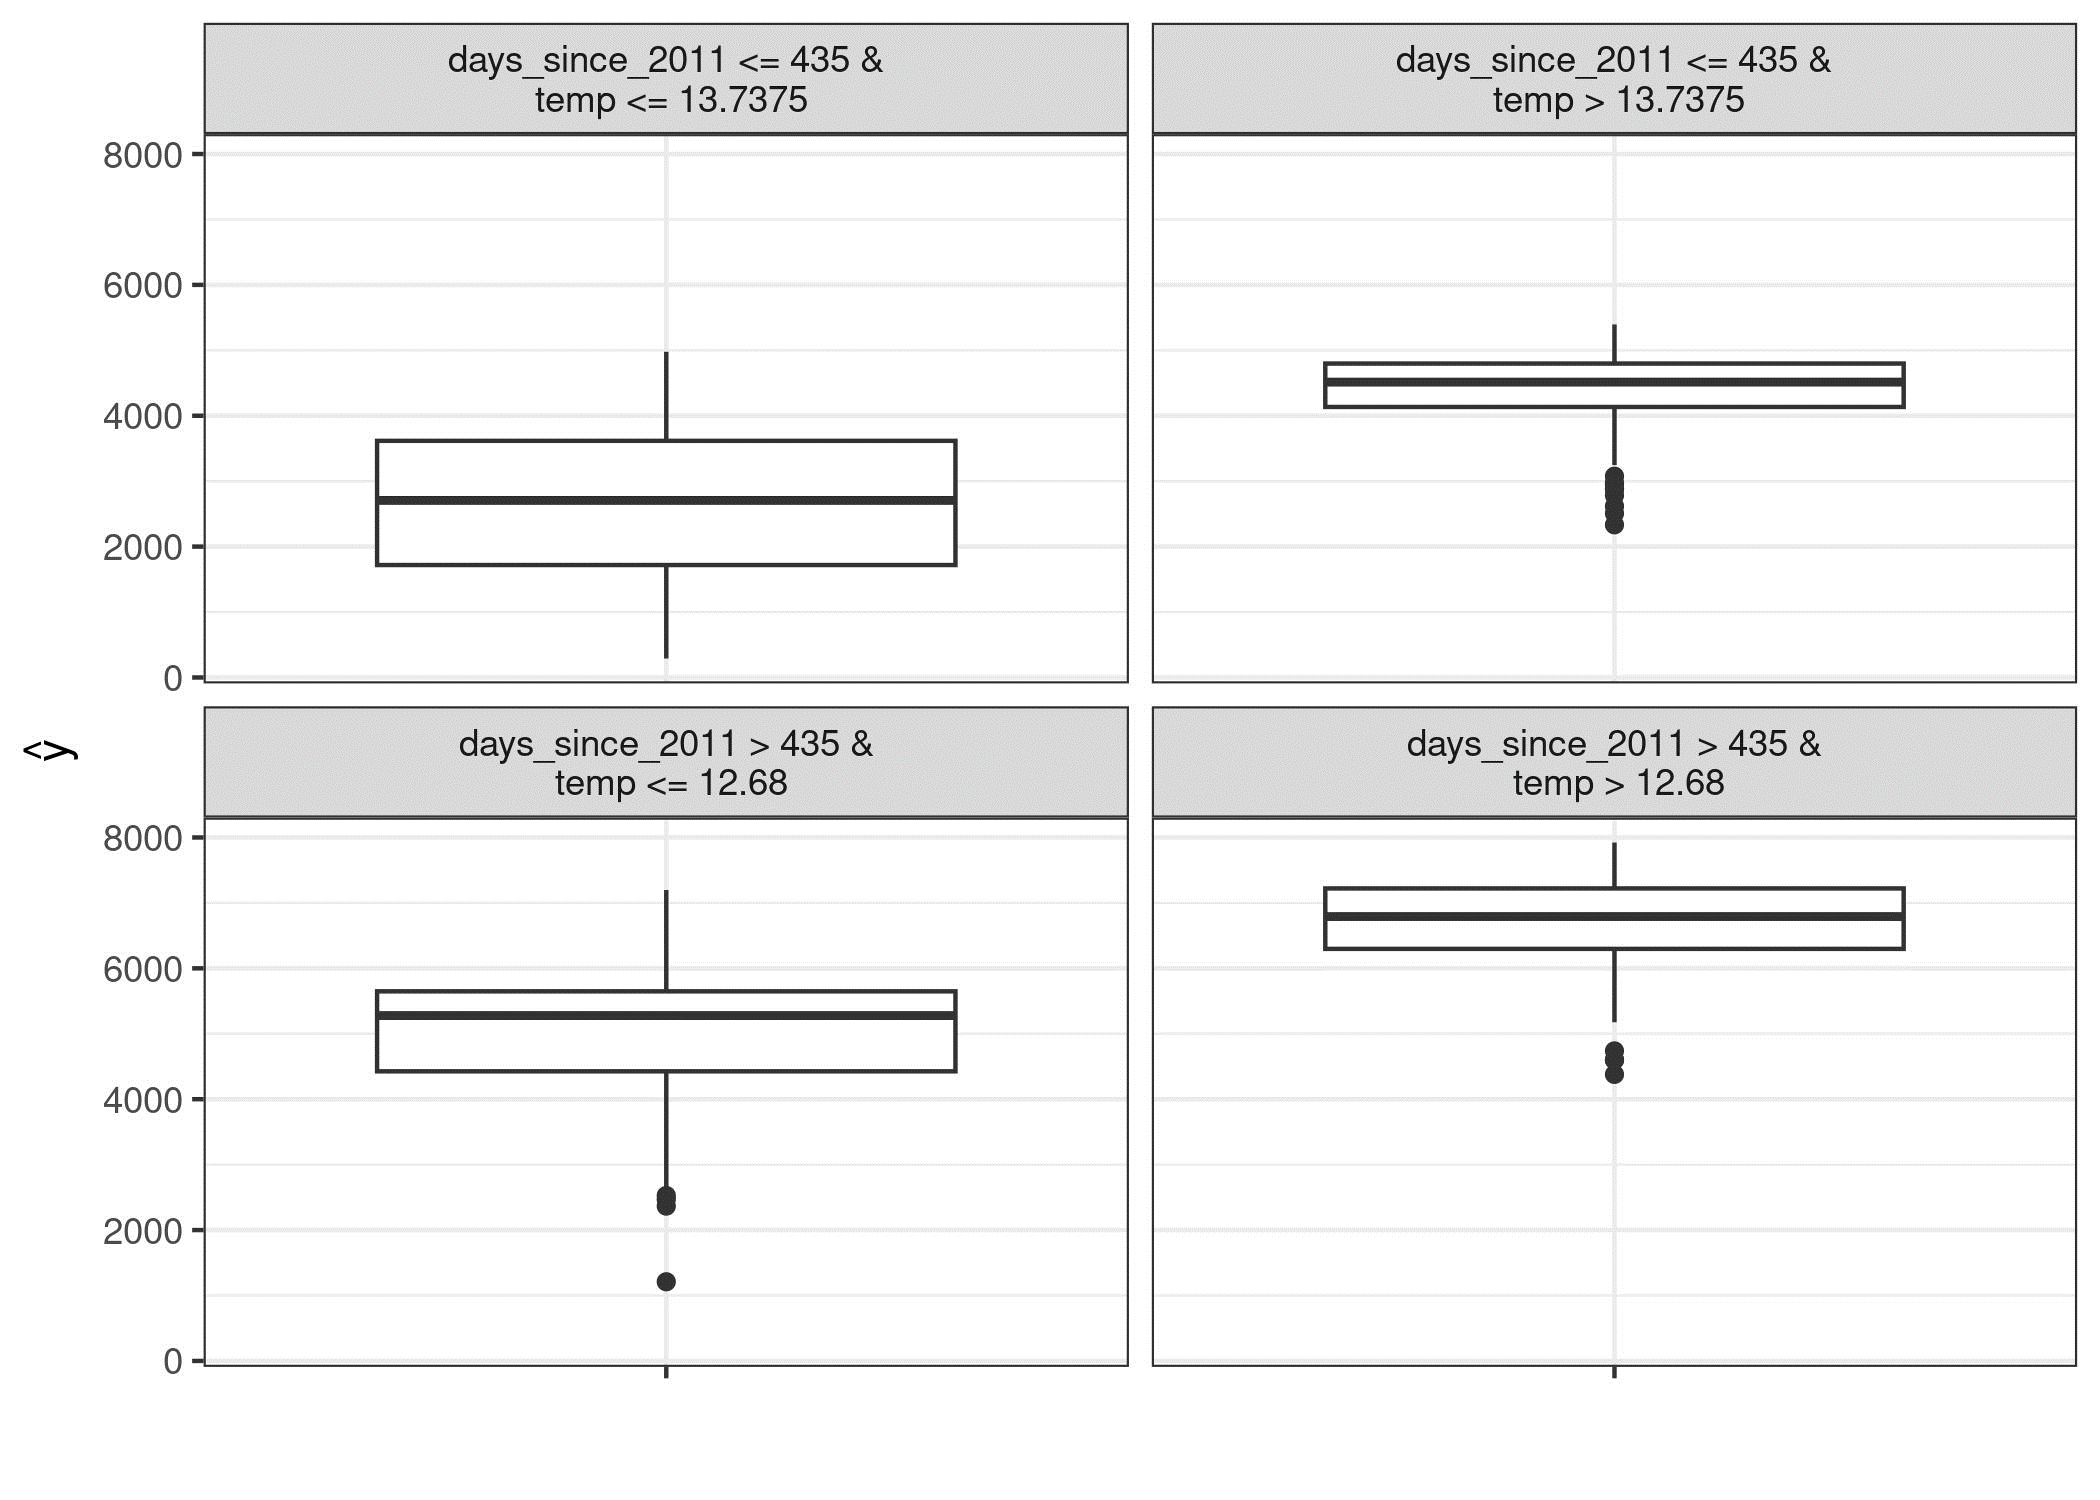 days_since_2011 <= 435 &
temp <= 13.7375
days_since_2011 <= 435 &
temp > 13.7375
8000
6000
4000
2000
0
days_since_2011 > 435 &
temp <= 12.68
days_since_2011 > 435 &
temp > 12.68
8000
6000
4000
2000
0
ŷ